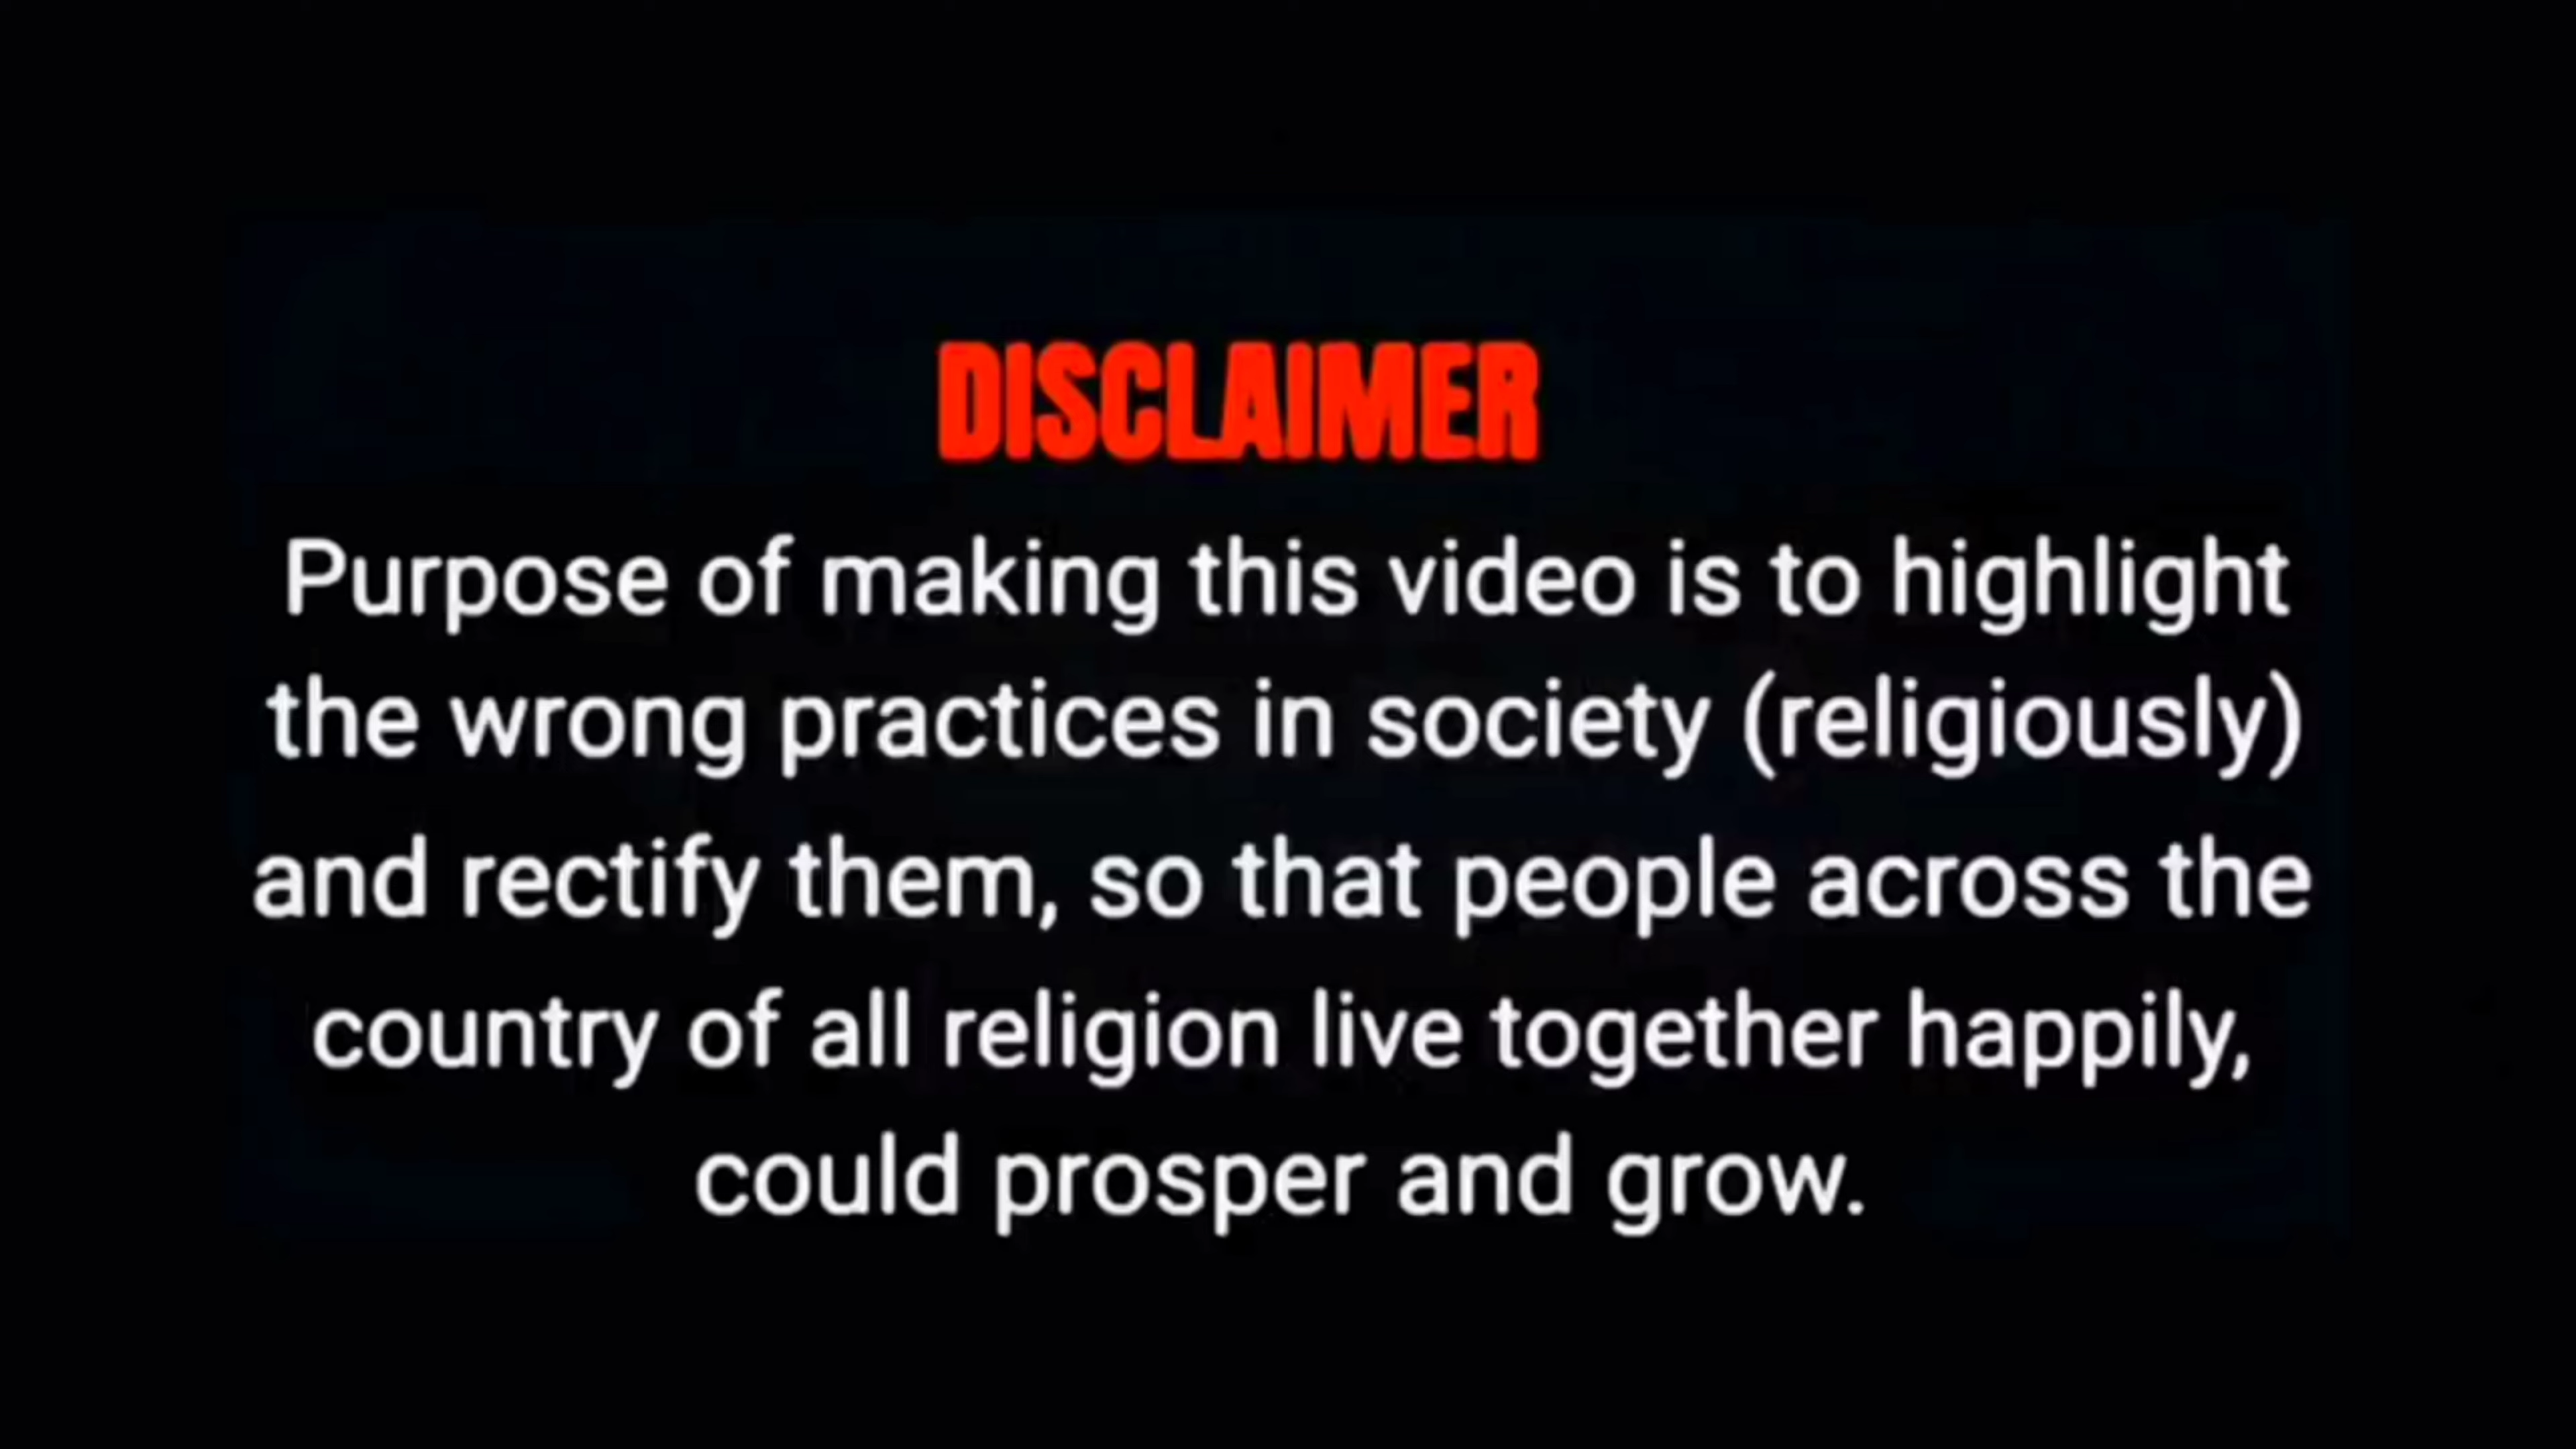 DISCLAIMER
Purpose of making this video is to highlight
the wrong practices in society (religiously)
and rectify them, so that people across the
country of all religion live together happily,
could prosper and grow.